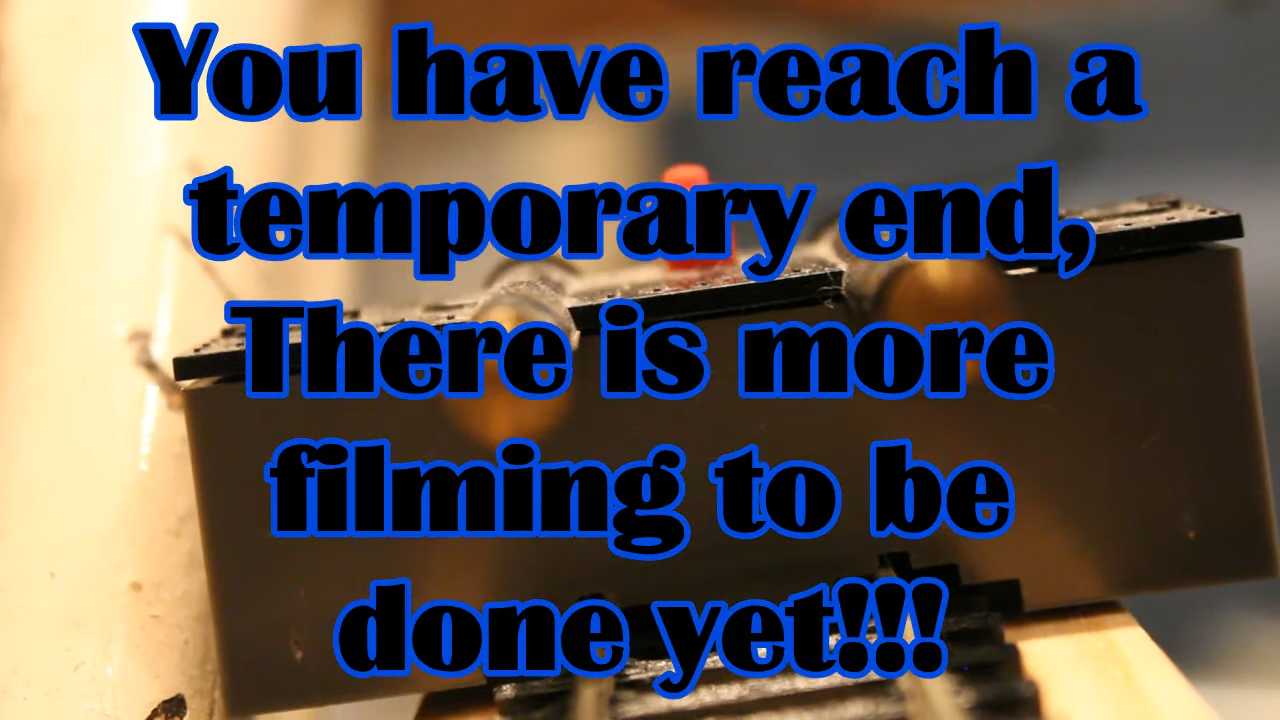 You have reach a
temporary end,
There is more
filming to be
done yet!!!